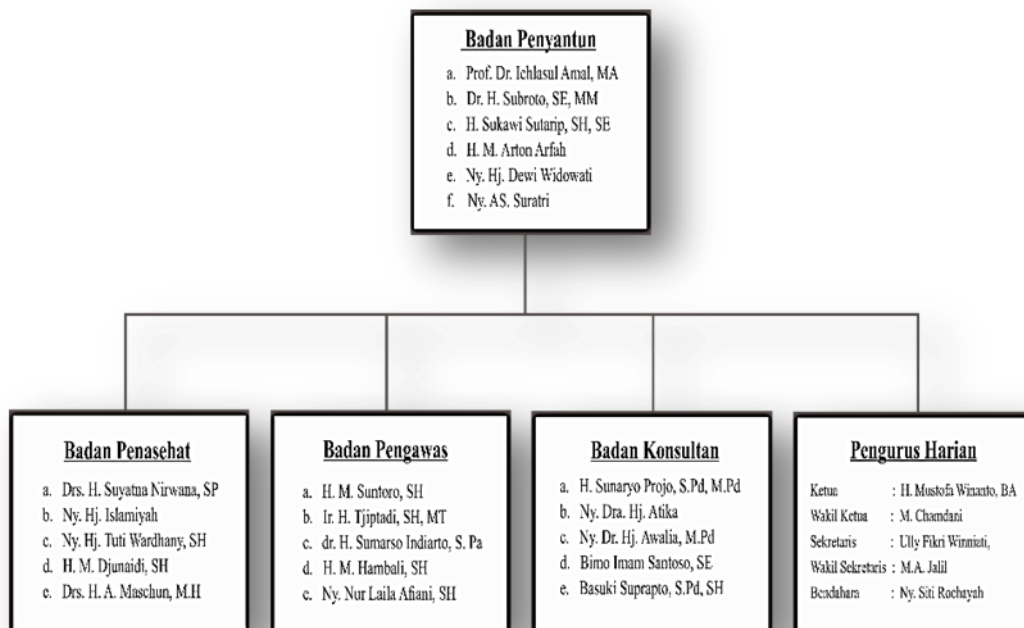 Badan Penyantun
a. Prof. Dr. Ichlasul Amal, MA
b. Dr. H. Subroto, SE, MM
c. H. Sukawi Sutarip, SH, SE
d. H. M. Arton Arfah
e. Ny. Hj. Dewi Widowati
f. Ny. AS. Suratri
Badan Penasehat
a. Drs. H. Suyatna Nirwana, SP
b. Ny. Hj. Islamiyah
c. Ny. Hj. Tuti Wardhany, SH
d. H. M. Djunaidi, SH
e. Drs. H. A. Maschun, M.H
Badan Pengawas
a. H. M. Suntoro, SH
b. Ir. H. Tjiptadi, SH, MT
c. dr. H. Sumarso Indiarto, S. Pa
d. H. M. Hambali, SH
e. Ny. Nur Laila Afiani, SH
Badan Konsultan
a. H. Sunaryo Projo, S.Pd, M.Pd
b. Ny. Dra. Hj. Atika
c. Ny. Dr. Hj. Awalia, M.Pd
d. Bimo Imam Santoso, SE
e. Basuki Suprapto, S.Pd, SH
Pengurus Harian
Ketua : H. Mustofa Winanto, BA
Wakil Ketua : M. Chamdani
Sekretaris : Ully Fikri Winniati,
Wakil Sekretaris : M.A. Jalil
Bendahara : Ny. Siti Rochayah